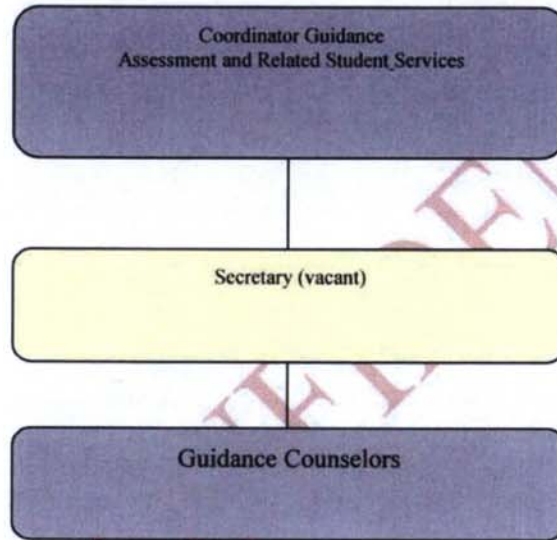 Coordinator Guidance
Assessment and Related Student Services
Secretary (vacant)
Guidance Counselors